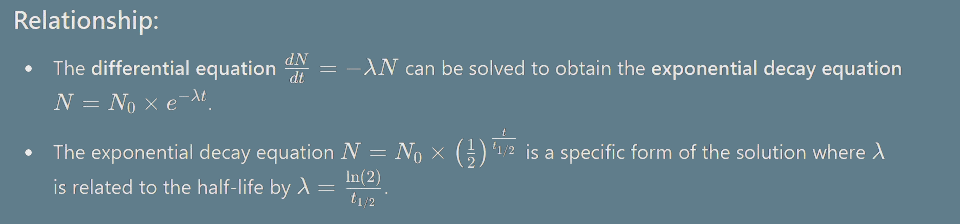 Relationship:
• The differential equation $\frac{dN}{dt} = -\lambda N$ can be solved to obtain the exponential decay equation
$N = N_0 \times e^{-\lambda t}$.
• The exponential decay equation $N = N_0 \times \left(\frac{1}{2}\right)^{\frac{t}{t_{1/2}}}$ is a specific form of the solution where $\lambda$
is related to the half-life by $\lambda = \frac{\ln(2)}{t_{1/2}}$.